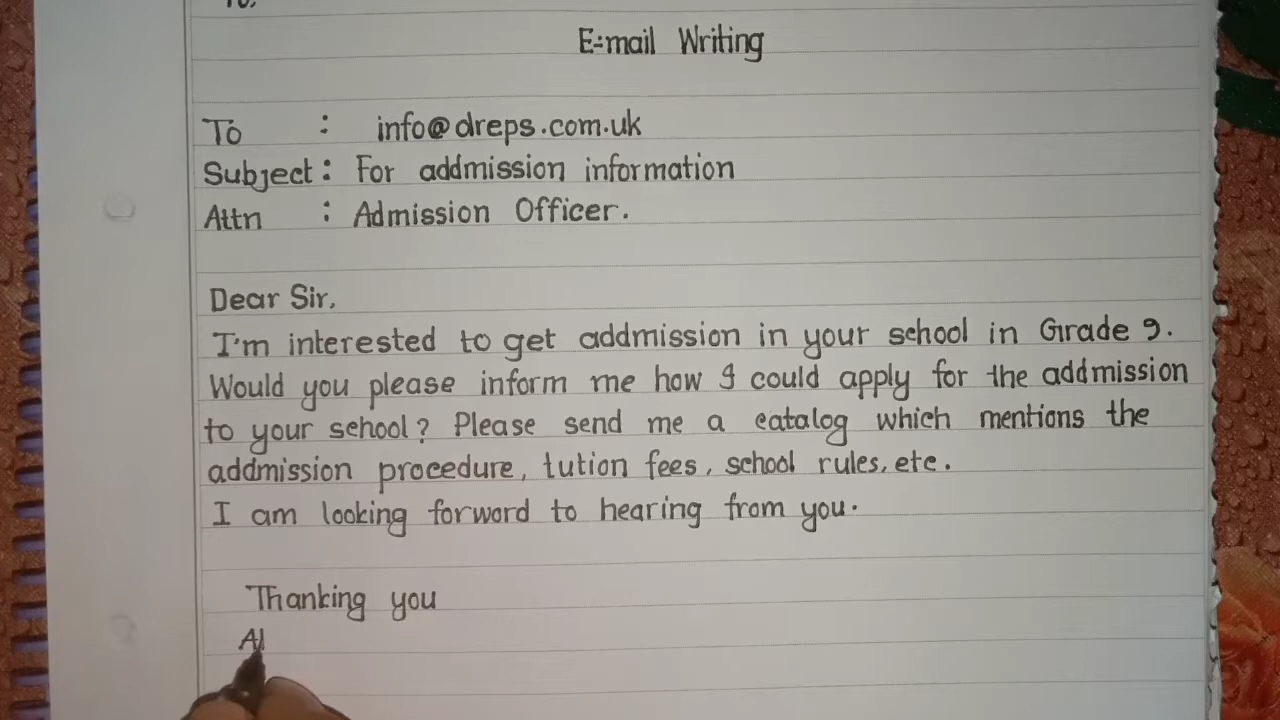 To,
E-mail Writing
To : info@dreps.com.uk
Subject : For addmission information
Attn : Admission Officer.
Dear Sir,
I'm interested to get addmission in your school in Grade 9.
Would you please inform me how I could apply for the addmission
to your school? Please send me a catalog which mentions the
addmission procedure, tution fees, school rules, etc.
I am looking forword to hearing from you.
Thanking you
Al